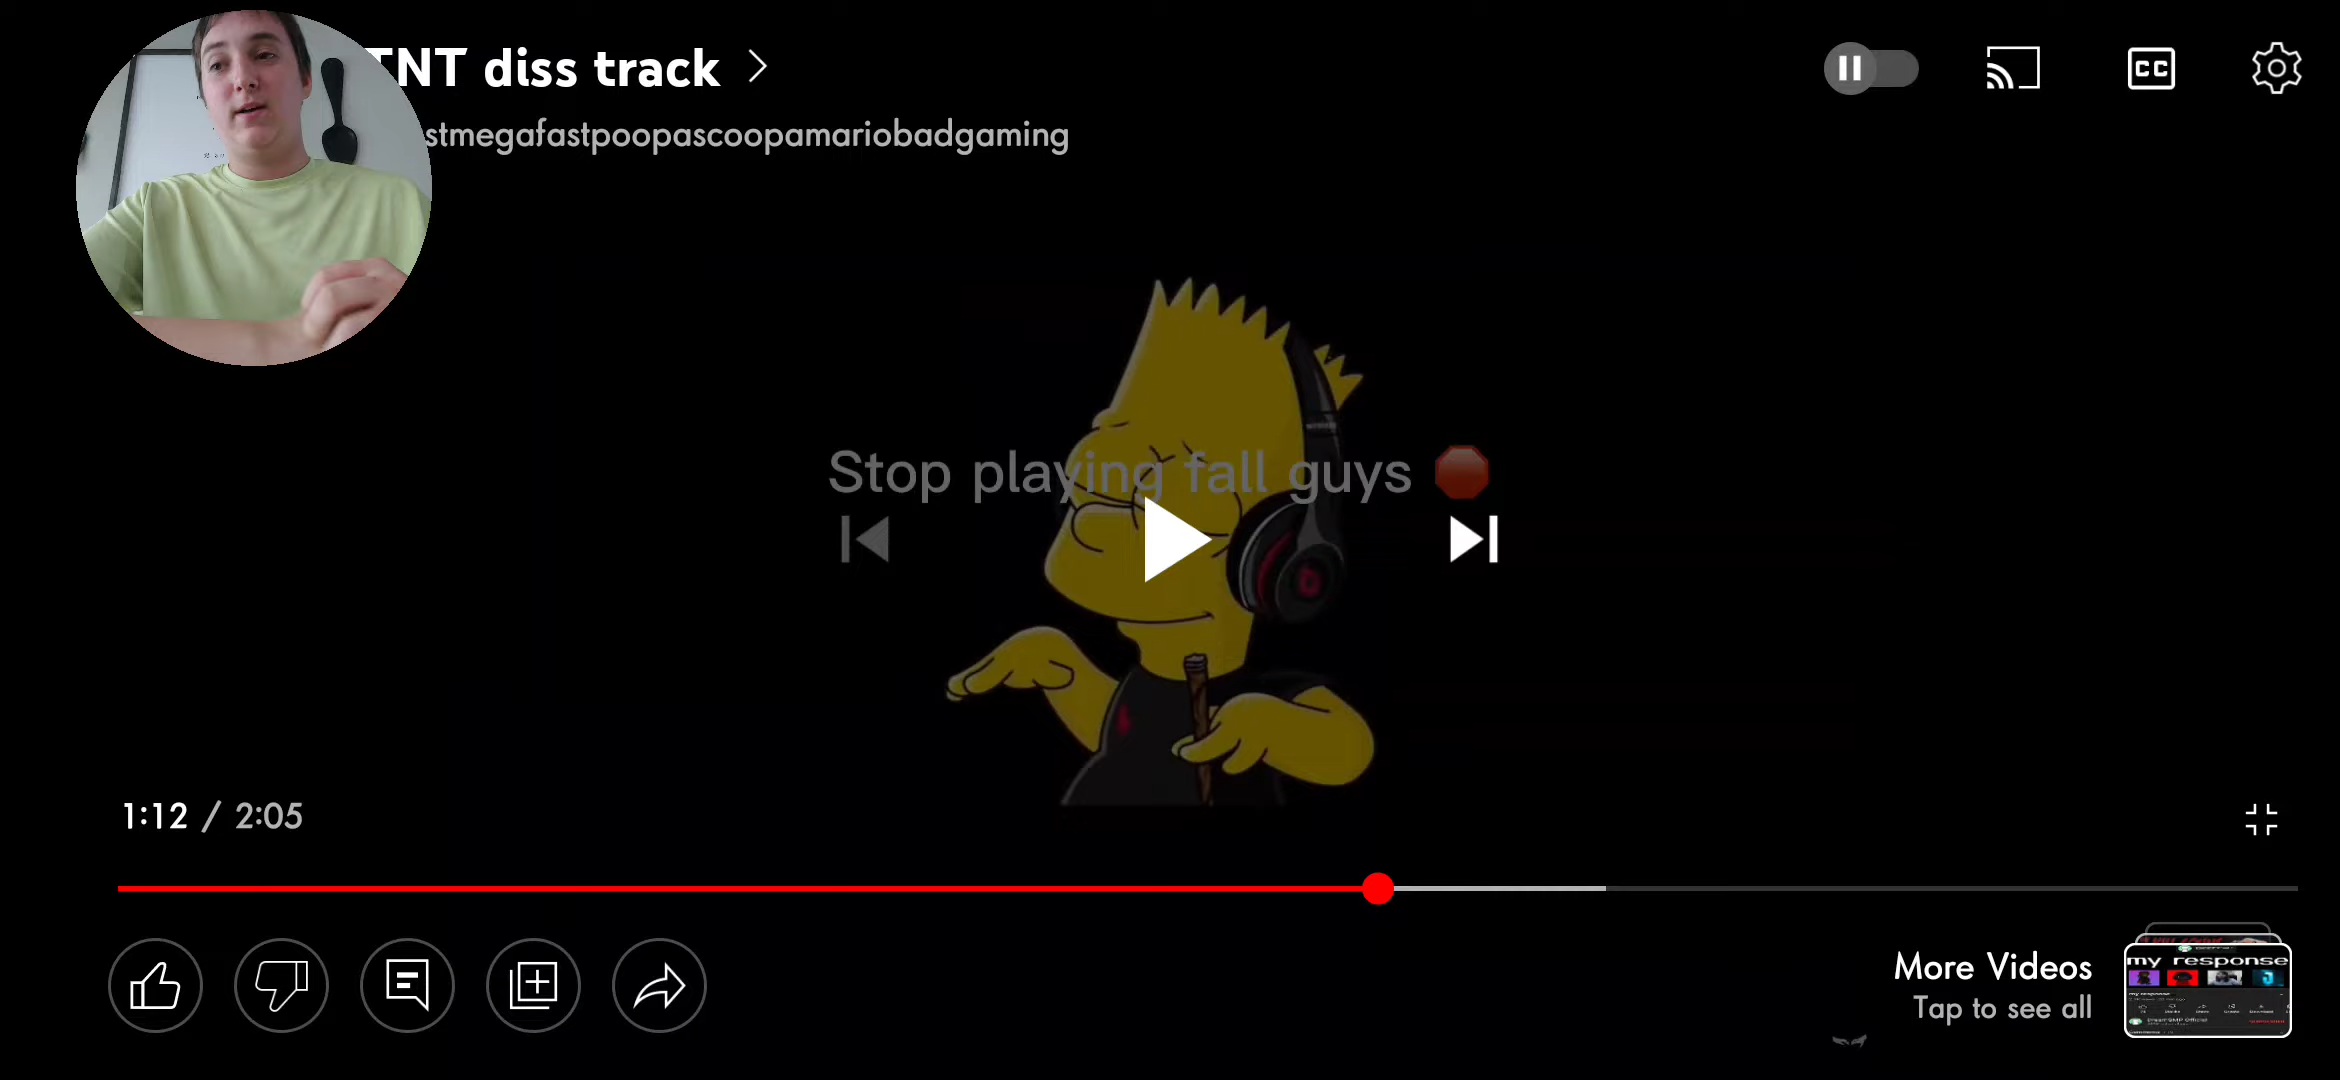 TNT diss track
stmegafastpoopascoopamariobadgaming
Stop playing fall guys 🛑
1:12 / 2:05
More Videos
Tap to see all
my response